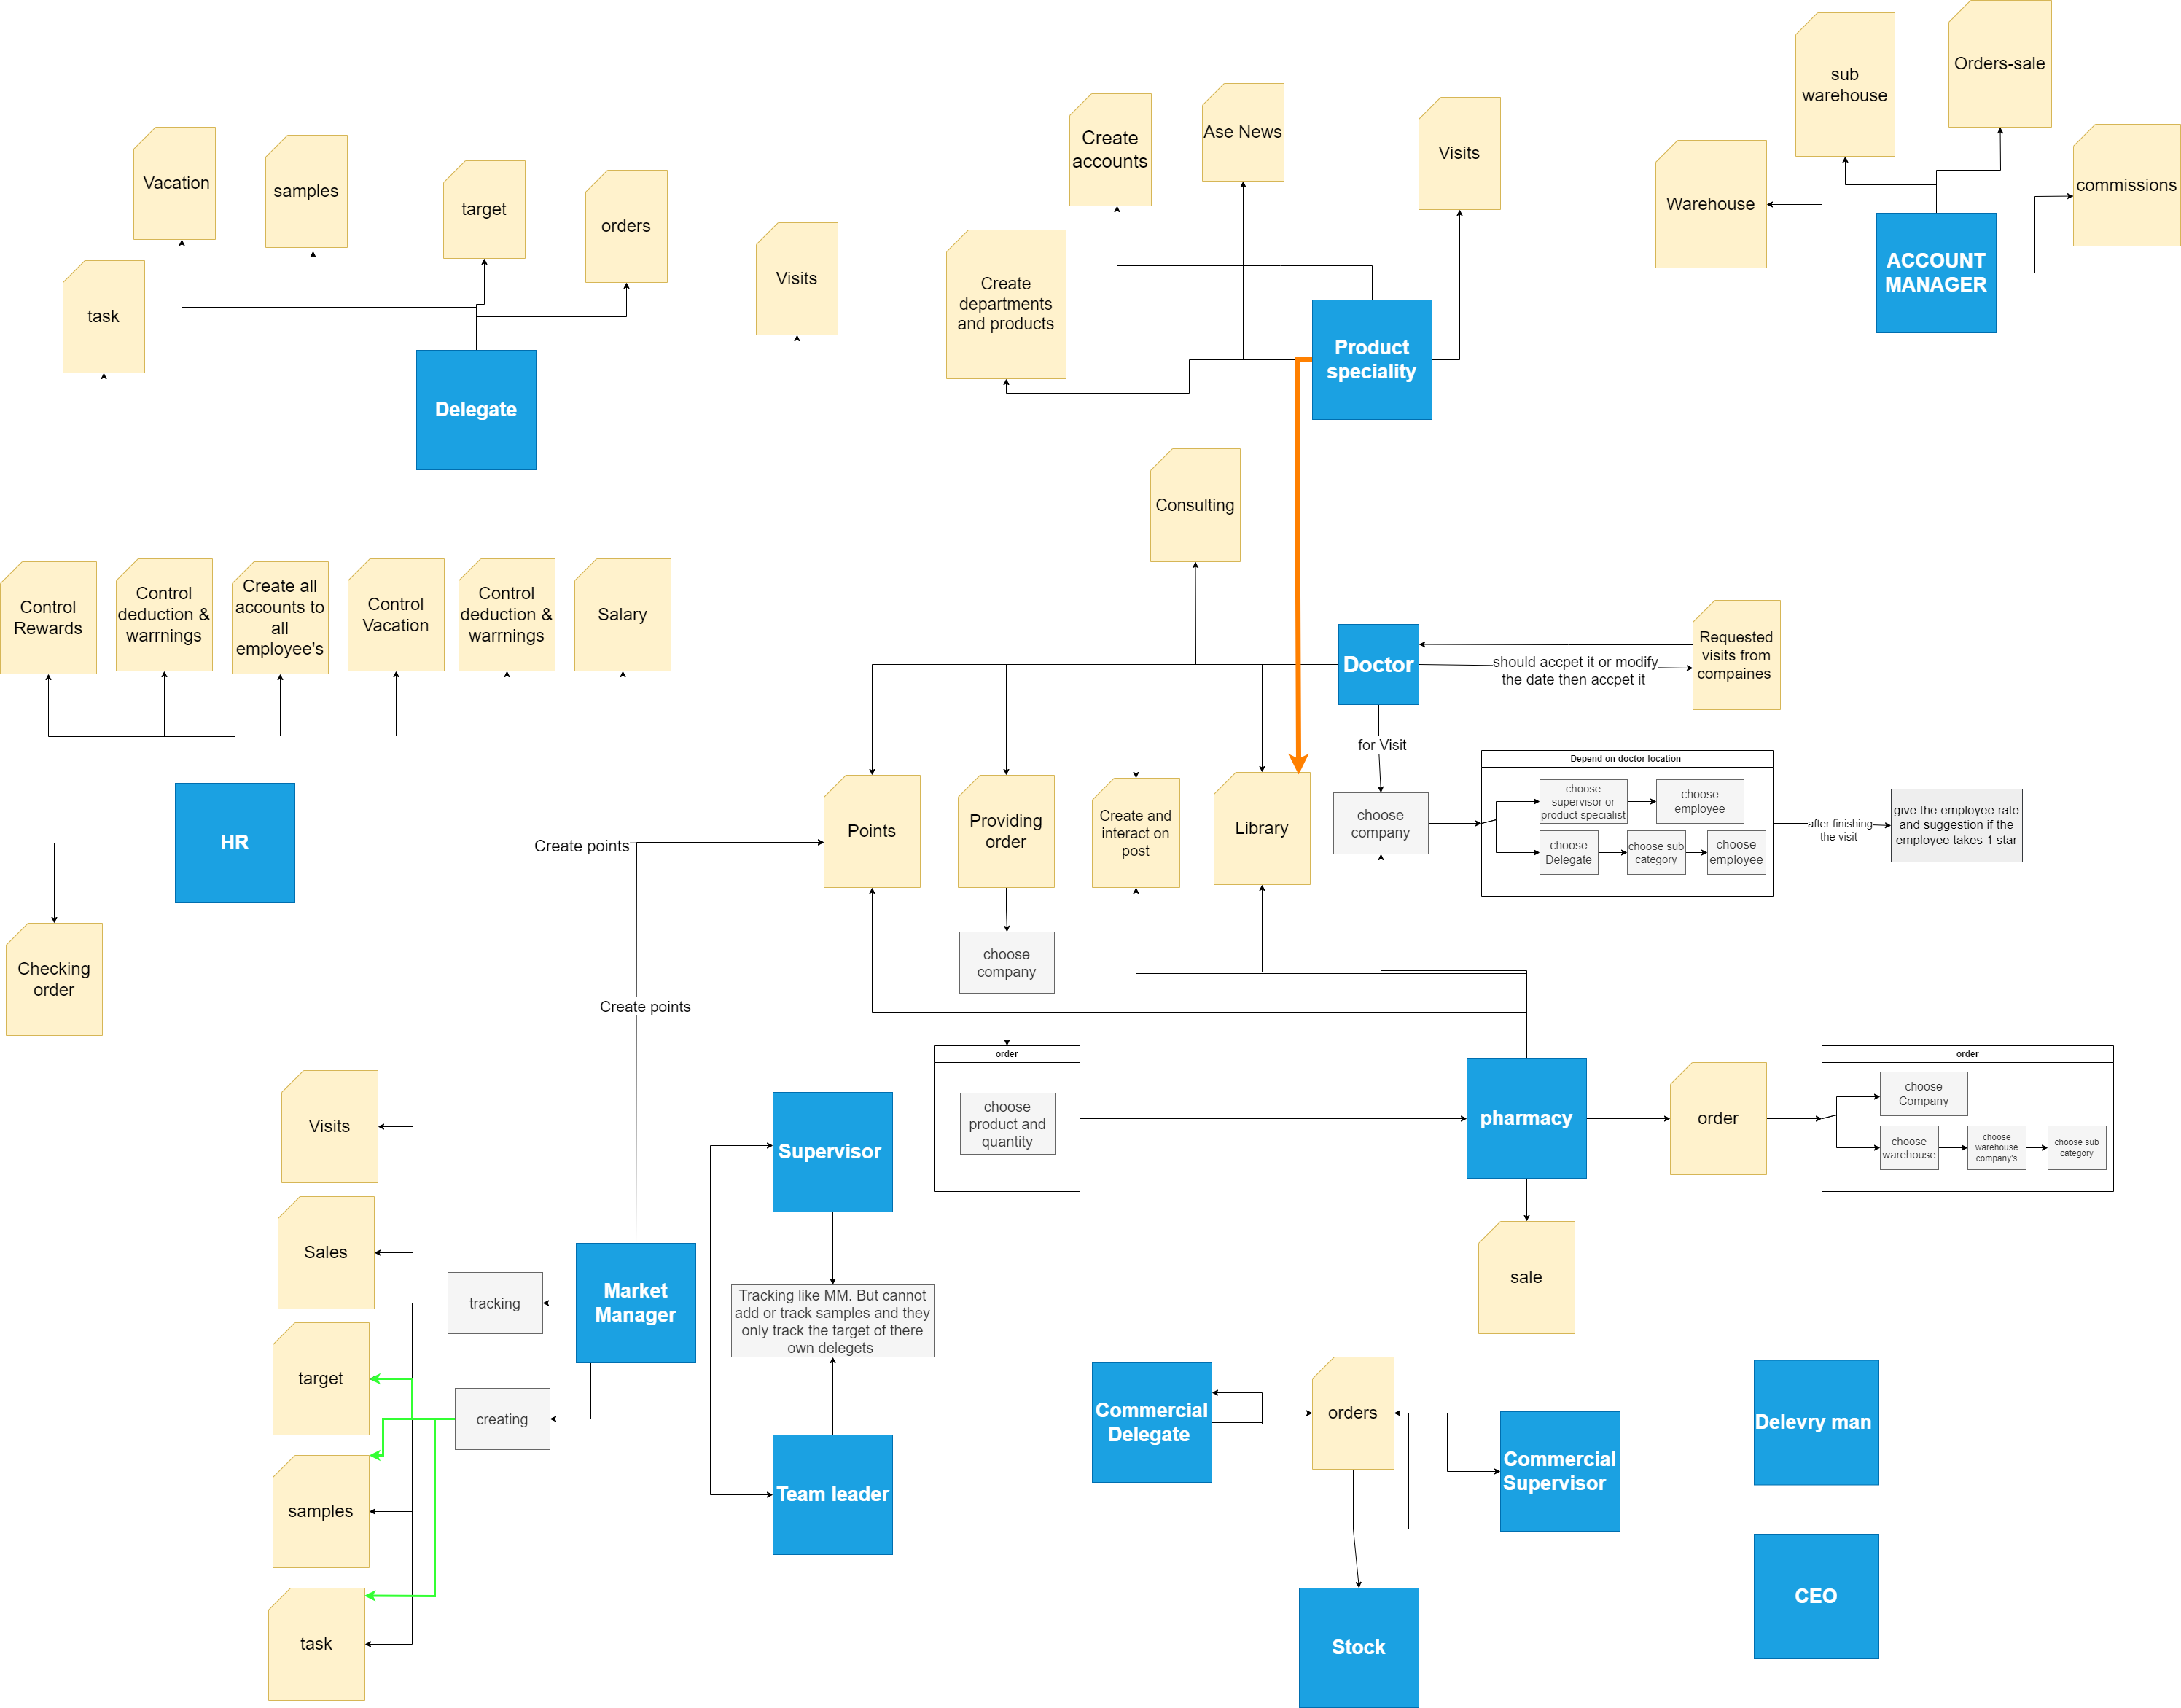 sub
warehouse
Orders-sale
Warehouse
commissions
ACCOUNT
MANAGER
Create
accounts
Ase News
Visits
Create
departments
and products
Product
speciality
Vacation
samples
target
orders
Visits
task
Delegate
Consulting
Control
Rewards
Control
deduction &
warrnings
Create all
accounts to
all
employee's
Control
Vacation
Control
deduction &
warrnings
Salary
HR
Create points
Checking
order
Doctor
Requested
visits from
compaines
should accpet it or modify
the date then accpet it
for Visit
Points
Providing
order
Create and
interact on
post
Library
choose
company
Depend on doctor location
choose
supervisor or
product specialist
choose
employee
choose
Delegate
choose sub
category
choose
employee
after finishing
the visit
give the employee rate
and suggestion if the
employee takes 1 star
choose
company
Create points
order
choose
product and
quantity
pharmacy
order
order
choose
Company
choose
warehouse
choose
warehouse
company's
choose sub
category
sale
Visits
Sales
target
samples
task
tracking
creating
Market
Manager
Supervisor
Tracking like MM. But cannot
add or track samples and they
only track the target of there
own delegets
Team leader
Commercial
Delegate
orders
Commercial
Supervisor
Stock
Delevry man
CEO